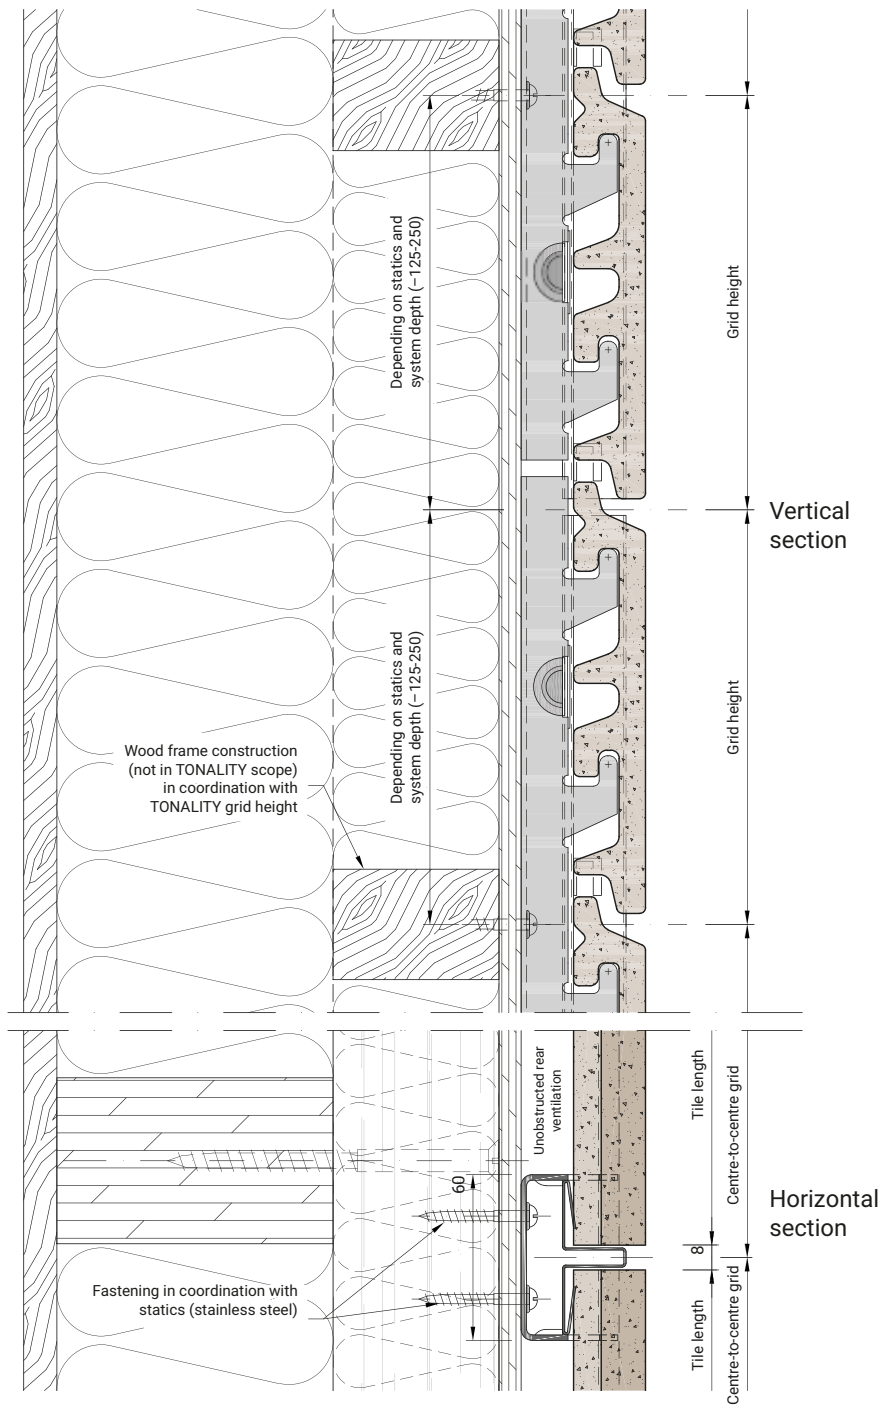 Depending on statics and
system depth (–125-250)
Grid height
Vertical
section
Depending on statics and
system depth (–125-250)
Grid height
Wood frame construction
(not in TONALITY scope)
in coordination with
TONALITY grid height
Unobstructed rear
ventilation
Tile length
Centre-to-centre grid
60
Horizontal
section
8
Fastening in coordination with
statics (stainless steel)
Tile length
Centre-to-centre grid